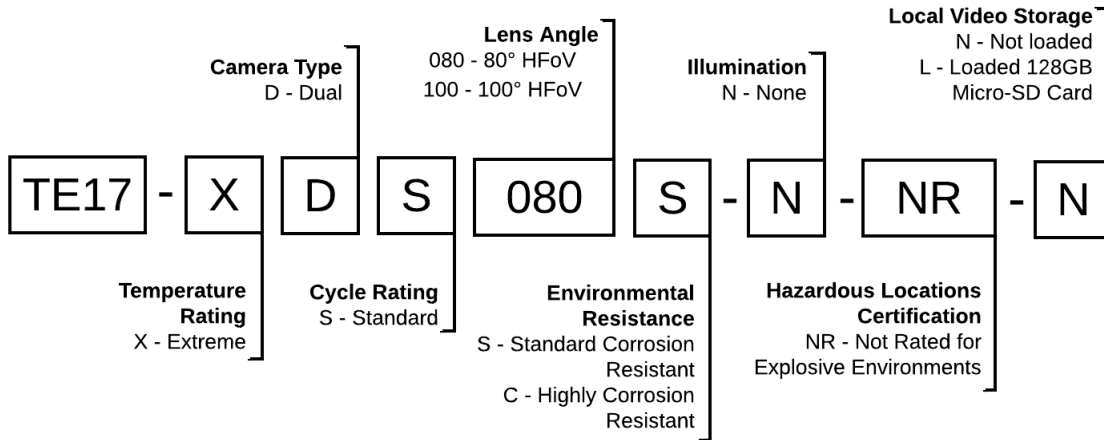 Local Video Storage
N - Not loaded
L - Loaded 128GB
Micro-SD Card
Lens Angle
080 - 80° HFoV
100 - 100° HFoV
Camera Type
D - Dual
Illumination
N - None
TE17 - X D S 080 S - N - NR - N
Temperature
Rating
X - Extreme
Cycle Rating
S - Standard
Environmental
Resistance
S - Standard Corrosion
Resistant
C - Highly Corrosion
Resistant
Hazardous Locations
Certification
NR - Not Rated for
Explosive Environments